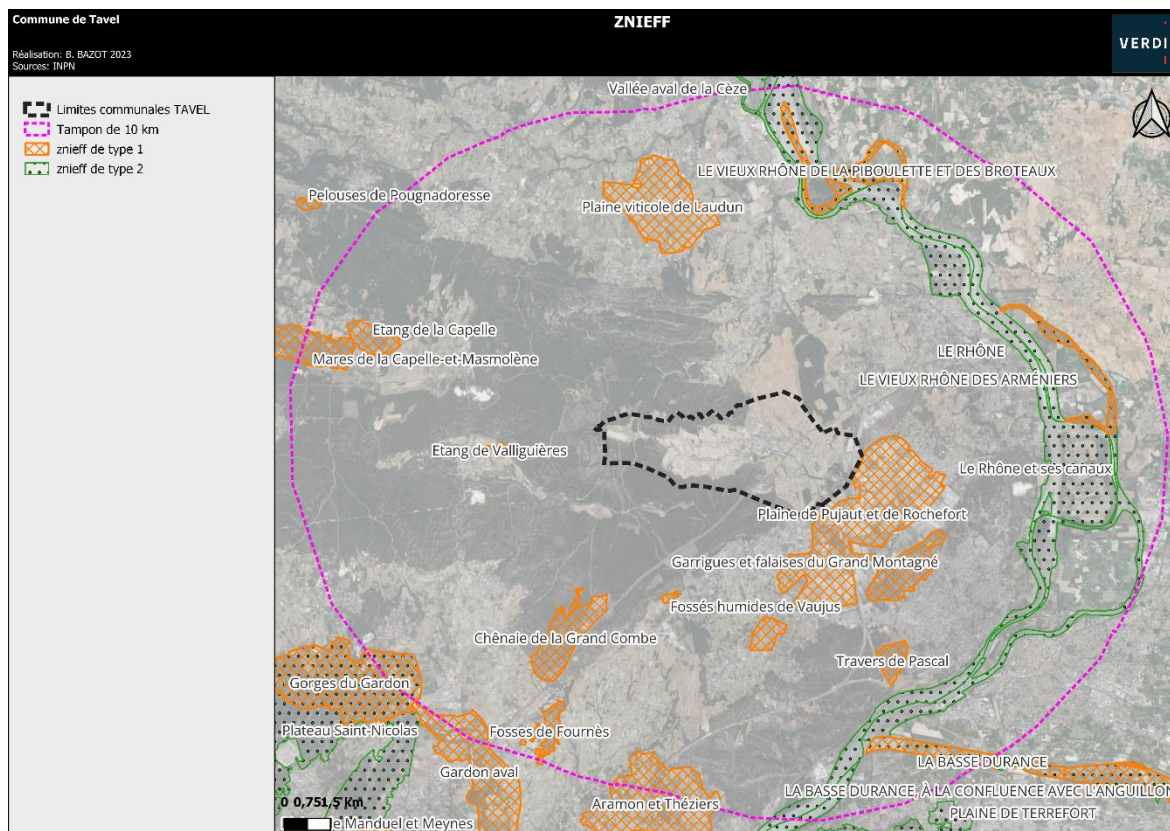 Commune de Tavel
ZNIEFF
Réalisation: B. BAZOT 2023
Sources: INPN
VERDI
Limites communales TAVEL
Tampon de 10 km
znieff de type 1
znieff de type 2
Vallée aval de la Cèze
LE VIEUX RHÔNE DE LA PIBOULETTE ET DES BROTEAUX
Pelouses de Pougnadoresse
Plaine viticole de Laudun
Etang de la Capelle
Mares de la Capelle-et-Masmolène
LE RHÔNE
LE VIEUX RHÔNE DES ARMÉNIERS
Etang de Valliguières
Le Rhône et ses canaux
Plaine de Pujaut et de Rochefort
Garrigues et falaises du Grand Montagné
Fossés humides de Vaujus
Chênaie de la Grand Combe
Travers de Pascal
Gorges du Gardon
Plateau Saint-Nicolas
Fosses de Fournès
LA BASSE DURANCE
Gardon aval
LA BASSE DURANCE, À LA CONFLUENCE AVEC L'ANGUILLON
0 0,751,5 km
Aramon et Théziers
PLAINE DE TERREFORT
e Manduel et Meynes